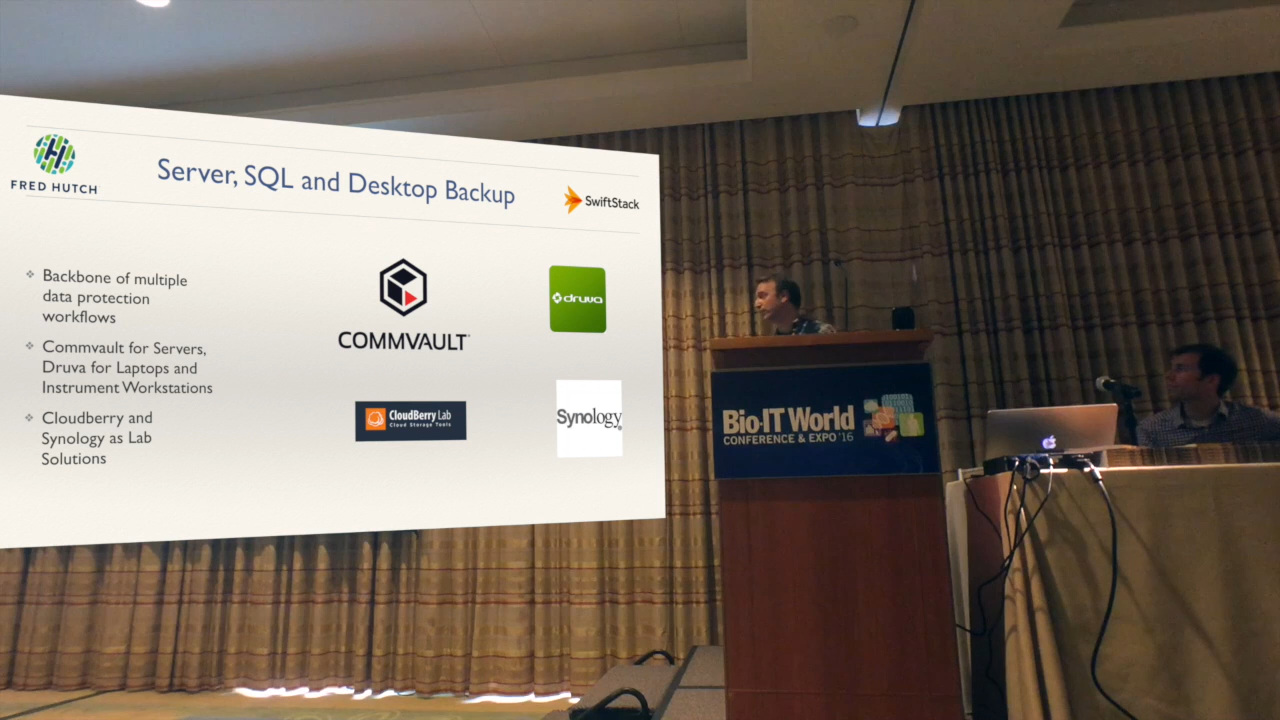 FRED HUTCH
Server, SQL and Desktop Backup
SwiftStack
❖ Backbone of multiple
data protection
workflows
❖ Commvault for Servers,
Druva for Laptops and
Instrument Workstations
❖ Cloudberry and
Synology as Lab
Solutions
COMMVAULT
druva
CloudBerry Lab
Cloud Storage Tools
Synology®
Bio·IT World
CONFERENCE & EXPO '16